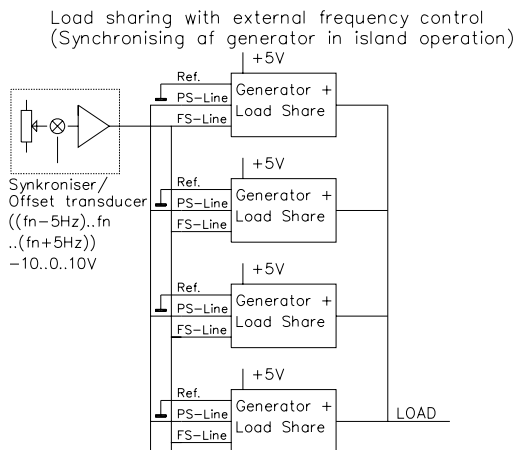 Load sharing with external frequency control
(Synchronising af generator in island operation)
+5V
Ref.
PS-Line
FS-Line
Generator +
Load Share
Synkroniser/
Offset transducer
((fn-5Hz)..fn
..(fn+5Hz))
-10..0..10V
+5V
Ref.
PS-Line
FS-Line
Generator +
Load Share
+5V
Ref.
PS-Line
FS-Line
Generator +
Load Share
+5V
Ref.
PS-Line
FS-Line
Generator +
Load Share
LOAD